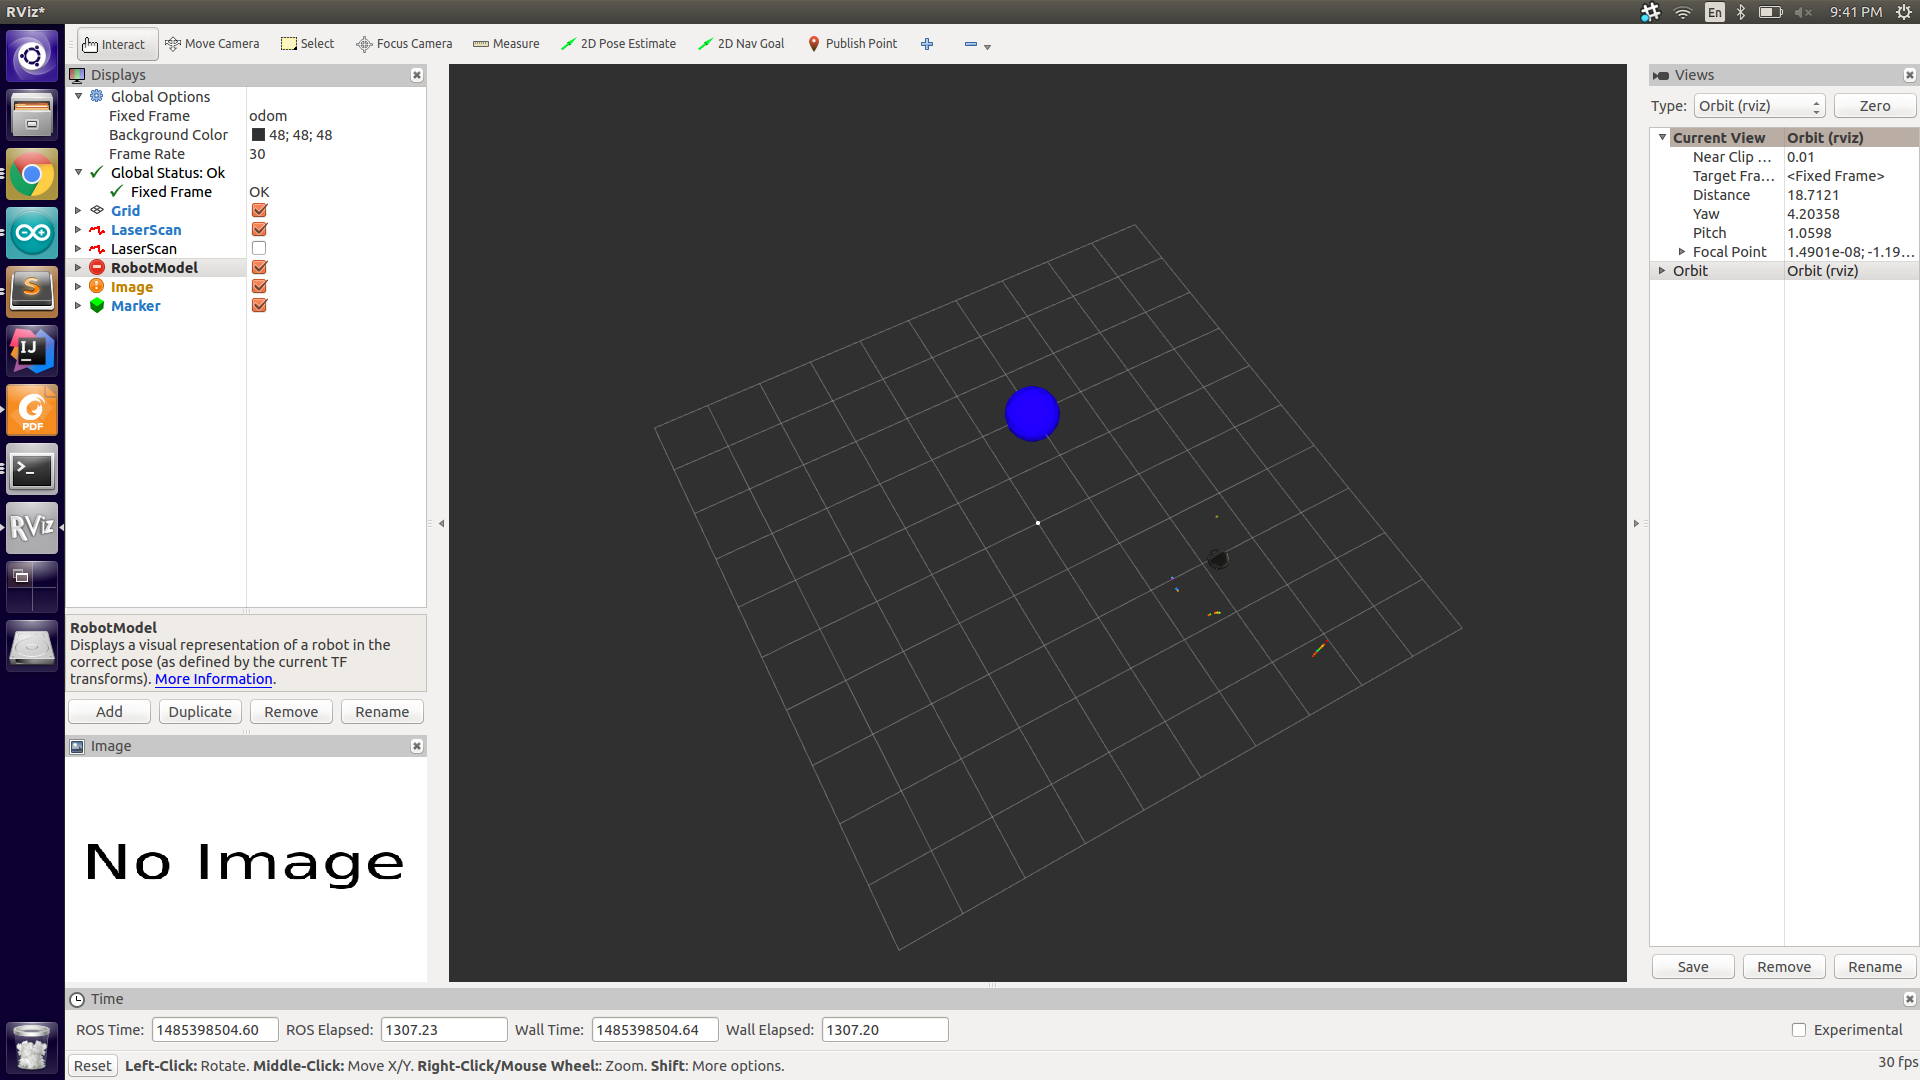 RViz*
En
9:41 PM
Interact
Move Camera
Select
Focus Camera
Measure
2D Pose Estimate
2D Nav Goal
Publish Point
Displays
Global Options
Fixed Frame odom
Background Color 48; 48; 48
Frame Rate 30
Global Status: Ok
Fixed Frame OK
Grid
LaserScan
LaserScan
RobotModel
Image
Marker
RobotModel
Displays a visual representation of a robot in the
correct pose (as defined by the current TF
transforms). More Information.
Add Duplicate Remove Rename
Image
No Image
Views
Type: Orbit (rviz) Zero
Current View Orbit (rviz)
Near Clip ... 0.01
Target Fra... <Fixed Frame>
Distance 18.7121
Yaw 4.20358
Pitch 1.0598
Focal Point 1.4901e-08; -1.19...
Orbit Orbit (rviz)
Save Remove Rename
IJ
S
PDF
>_
RViz
Time
ROS Time: 1485398504.60 ROS Elapsed: 1307.23 Wall Time: 1485398504.64 Wall Elapsed: 1307.20 Experimental
Reset Left-Click: Rotate. Middle-Click: Move X/Y. Right-Click/Mouse Wheel:: Zoom. Shift: More options. 30 fps